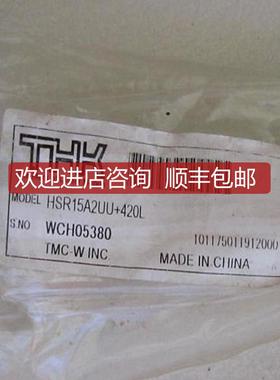 THK
欢迎进店咨询 顺丰包邮
MODEL HSR15A2UU+420L
S.NO WCH05380
101175011912000
TMC-W INC.
MADE IN CHINA